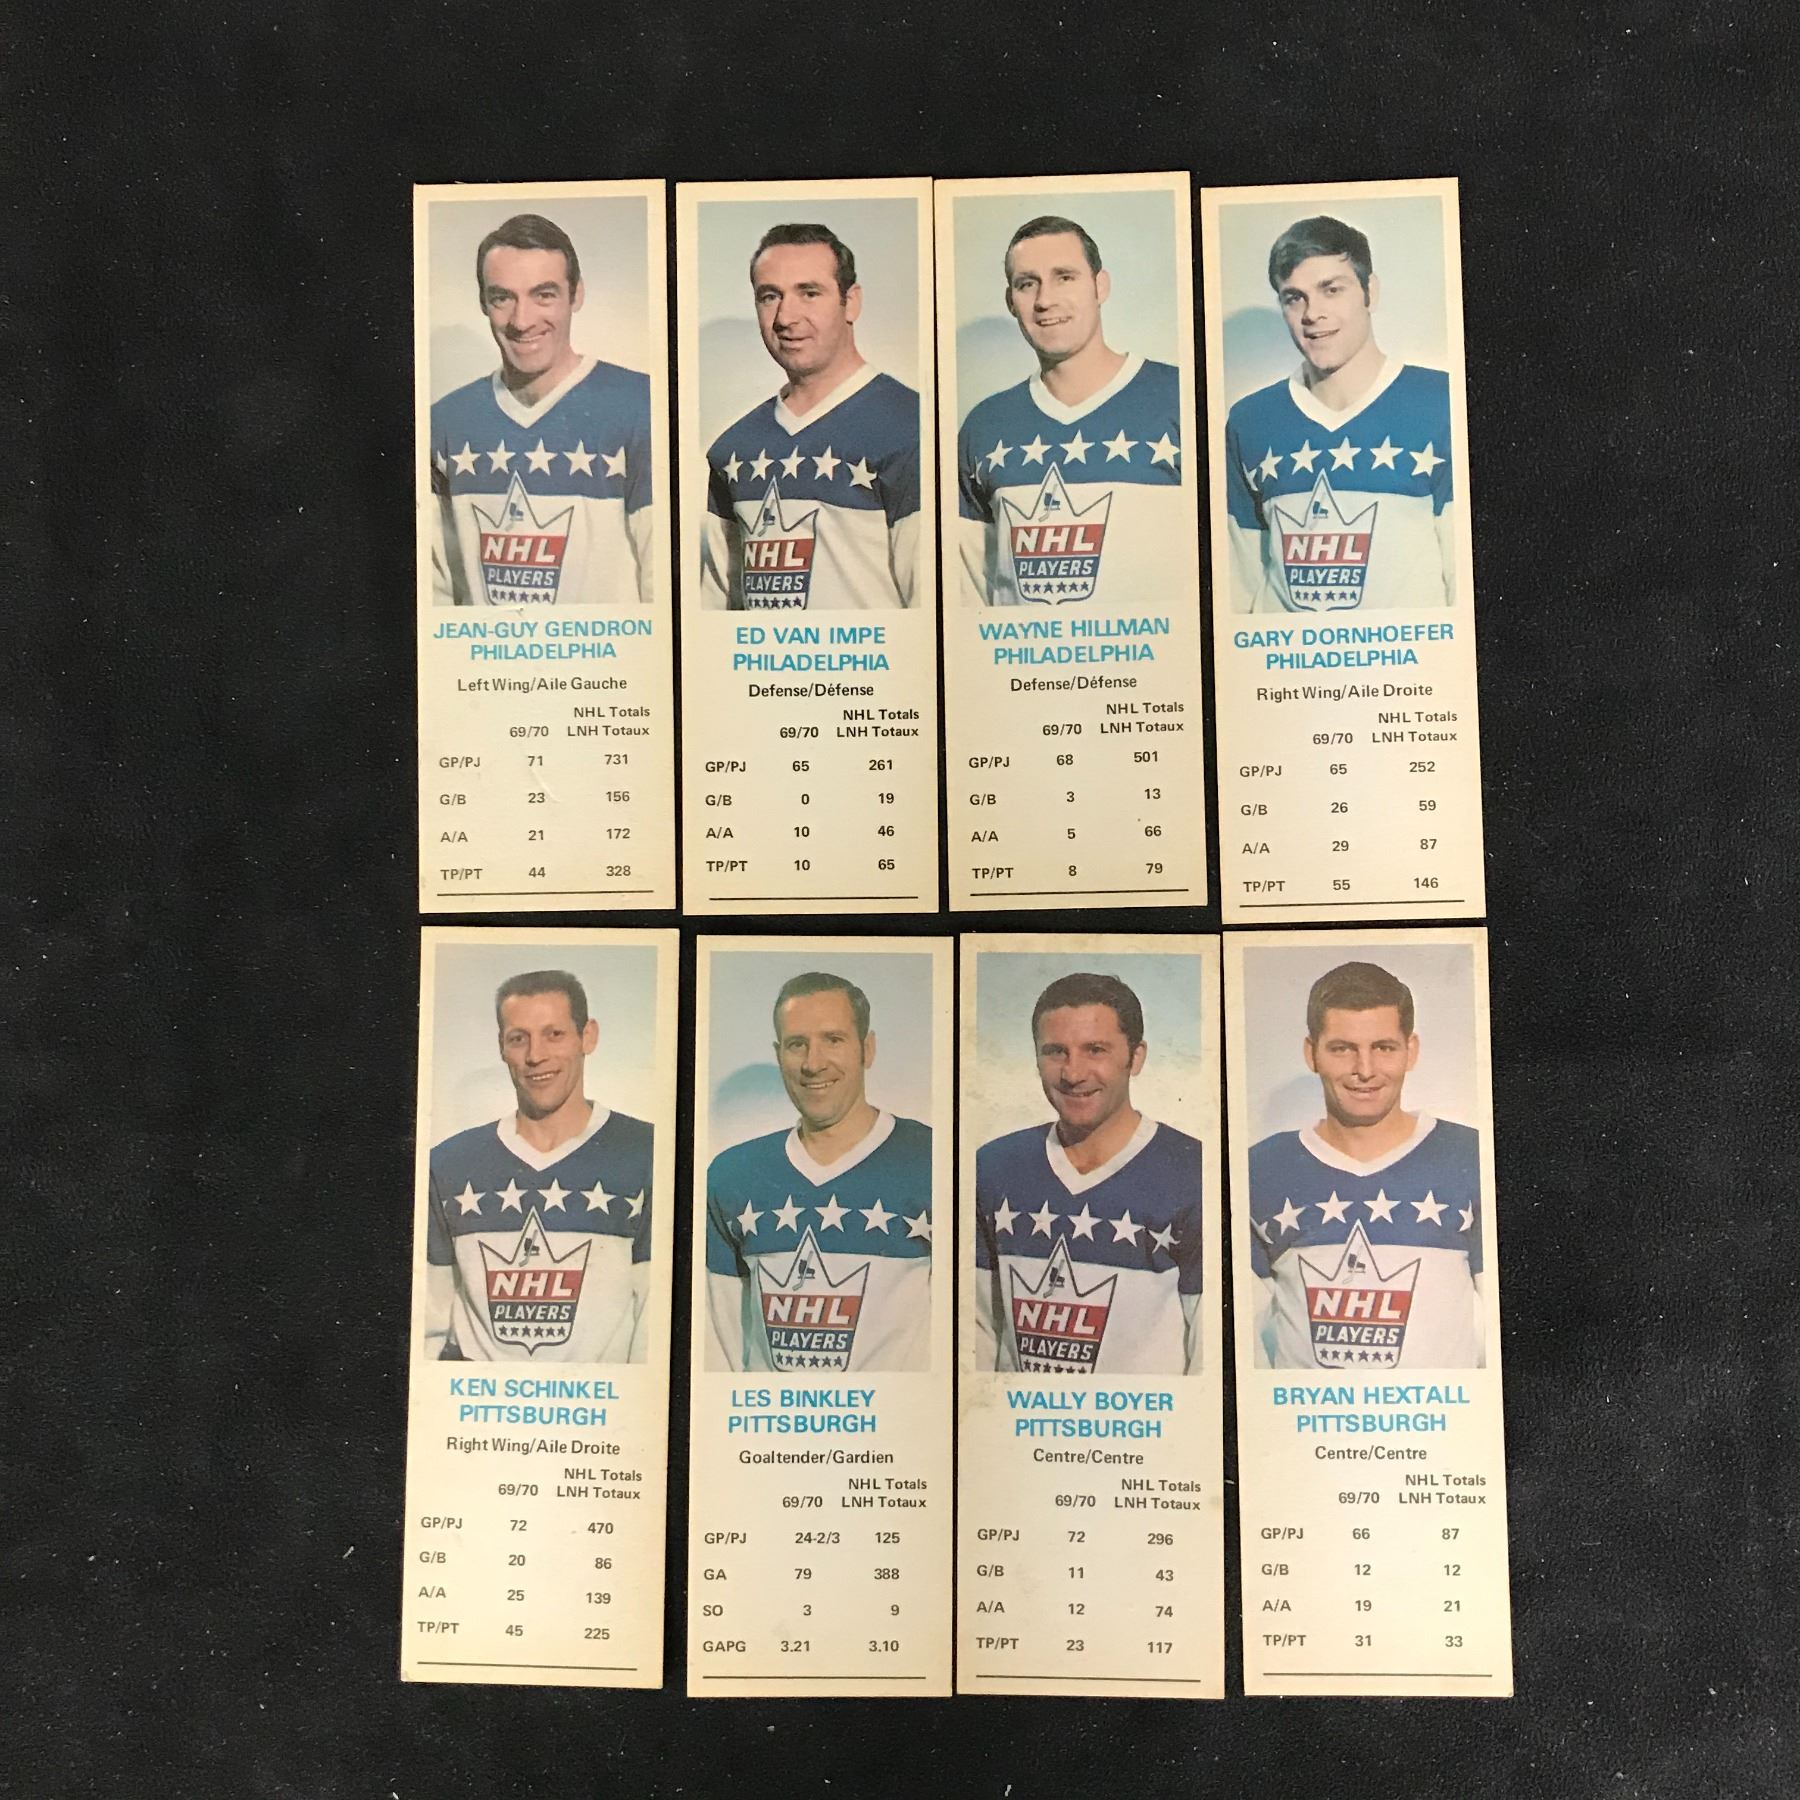 NHL
PLAYERS
JEAN-GUY GENDRON
PHILADELPHIA
Left Wing/Aile Gauche
NHL Totals
69/70 LNH Totaux
GP/PJ 71 731
G/B 23 156
A/A 21 172
TP/PT 44 328
NHL
PLAYERS
ED VAN IMPE
PHILADELPHIA
Defense/Défense
NHL Totals
69/70 LNH Totaux
GP/PJ 65 261
G/B 0 19
A/A 10 46
TP/PT 10 65
NHL
PLAYERS
WAYNE HILLMAN
PHILADELPHIA
Defense/Défense
NHL Totals
69/70 LNH Totaux
GP/PJ 68 501
G/B 3 13
A/A 5 66
TP/PT 8 79
NHL
PLAYERS
GARY DORNHOEFER
PHILADELPHIA
Right Wing/Aile Droite
NHL Totals
69/70 LNH Totaux
GP/PJ 65 252
G/B 26 59
A/A 29 87
TP/PT 55 146
NHL
PLAYERS
KEN SCHINKEL
PITTSBURGH
Right Wing/Aile Droite
NHL Totals
69/70 LNH Totaux
GP/PJ 72 470
G/B 20 86
A/A 25 139
TP/PT 45 225
NHL
PLAYERS
LES BINKLEY
PITTSBURGH
Goaltender/Gardien
NHL Totals
69/70 LNH Totaux
GP/PJ 24-2/3 125
GA 79 388
SO 3 9
GAPG 3.21 3.10
NHL
PLAYERS
WALLY BOYER
PITTSBURGH
Centre/Centre
NHL Totals
69/70 LNH Totaux
GP/PJ 72 296
G/B 11 43
A/A 12 74
TP/PT 23 117
NHL
PLAYERS
BRYAN HEXTALL
PITTSBURGH
Centre/Centre
NHL Totals
69/70 LNH Totaux
GP/PJ 66 87
G/B 12 12
A/A 19 21
TP/PT 31 33